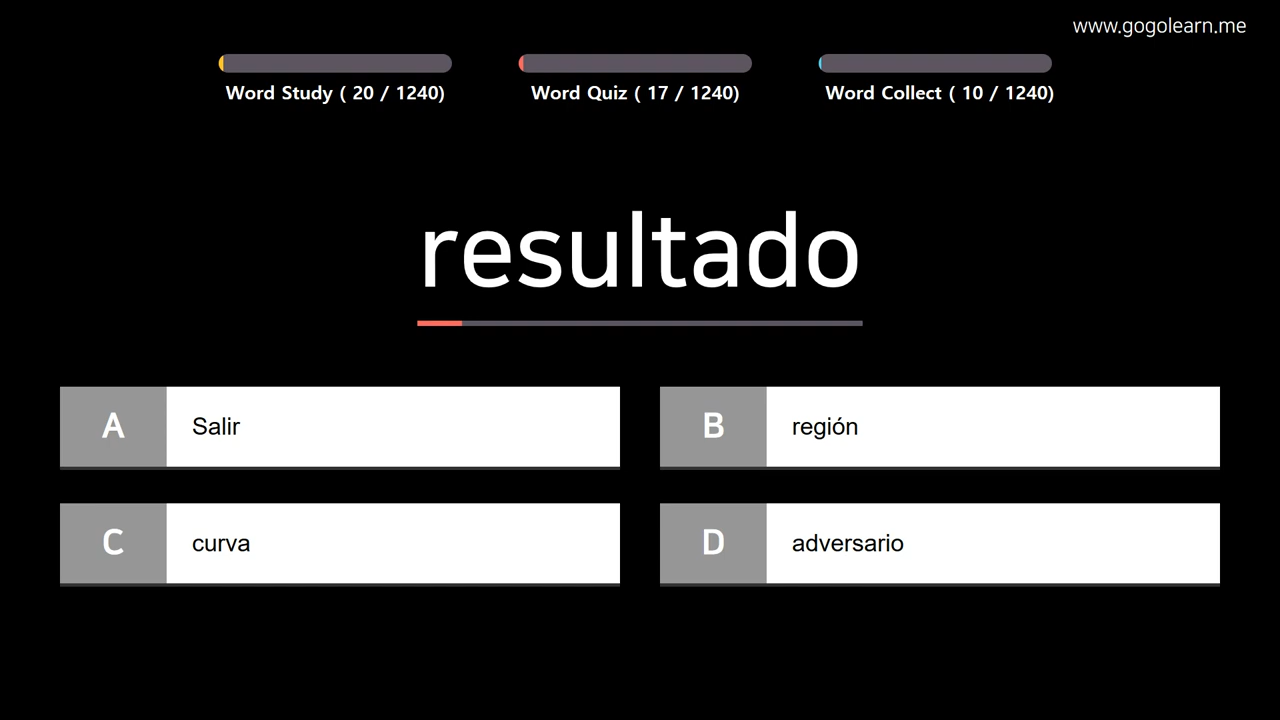 www.gogolearn.me
Word Study ( 20 / 1240)
Word Quiz ( 17 / 1240)
Word Collect ( 10 / 1240)
resultado
A Salir
B región
C curva
D adversario